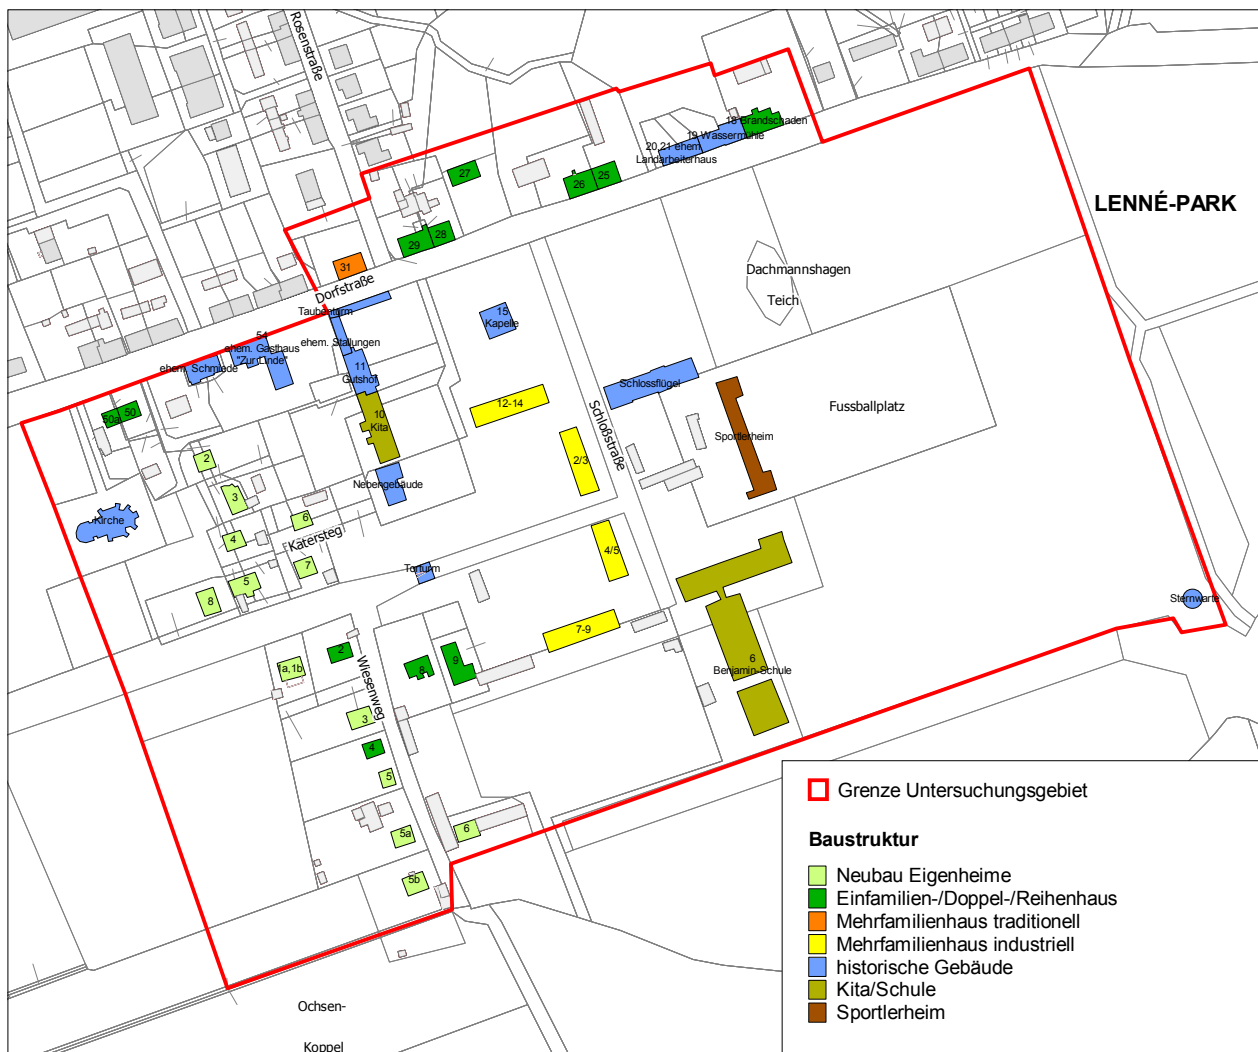 Rosenstraße
LENNÉ-PARK
18 Brandschaden
19 Wassermühle
20,21 ehem.
Landarbeiterhaus
27
26
25
28
29
31
Dorfstraße
Dachmannshagen
Teich
Taubenturm
15
Kapelle
54
ehem. Gasthaus
"Zur Linde"
ehem. Stallungen
ehem. Schmiede
11
Gutshof
Schlossflügel
12-14
10
Kita
Fussballplatz
50a
50
Schloßstraße
Sportlerheim
2
2/3
Nebengebäude
3
Kirche
6
4
Katersteg
4/5
7
Torturm
5
8
Sternwarte
7-9
2
1a,1b
8
9
6
Benjamin-Schule
Wiesenweg
3
4
5
5a
6
5b
Ochsen-
Koppel
Grenze Untersuchungsgebiet
Baustruktur
Neubau Eigenheime
Einfamilien-/Doppel-/Reihenhaus
Mehrfamilienhaus traditionell
Mehrfamilienhaus industriell
historische Gebäude
Kita/Schule
Sportlerheim